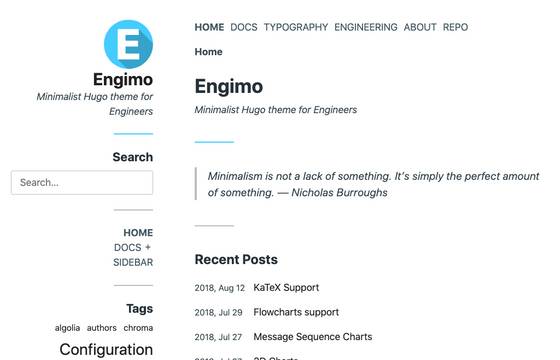 E
Engimo
Minimalist Hugo theme for
Engineers
Search
Search...
HOME
DOCS +
SIDEBAR
Tags
algolia authors chroma
Configuration
HOME DOCS TYPOGRAPHY ENGINEERING ABOUT REPO
Home
Engimo
Minimalist Hugo theme for Engineers
Minimalism is not a lack of something. It's simply the perfect amount
of something. — Nicholas Burroughs
Recent Posts
2018, Aug 12 KaTeX Support
2018, Jul 29 Flowcharts support
2018, Jul 27 Message Sequence Charts